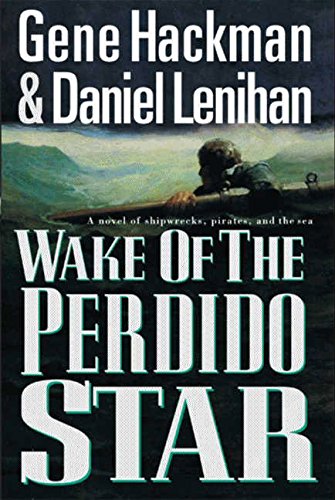 Gene Hackman
& Daniel Lenihan
A novel of shipwrecks, pirates, and the sea
WAKE OF THE
PERDIDO
STAR